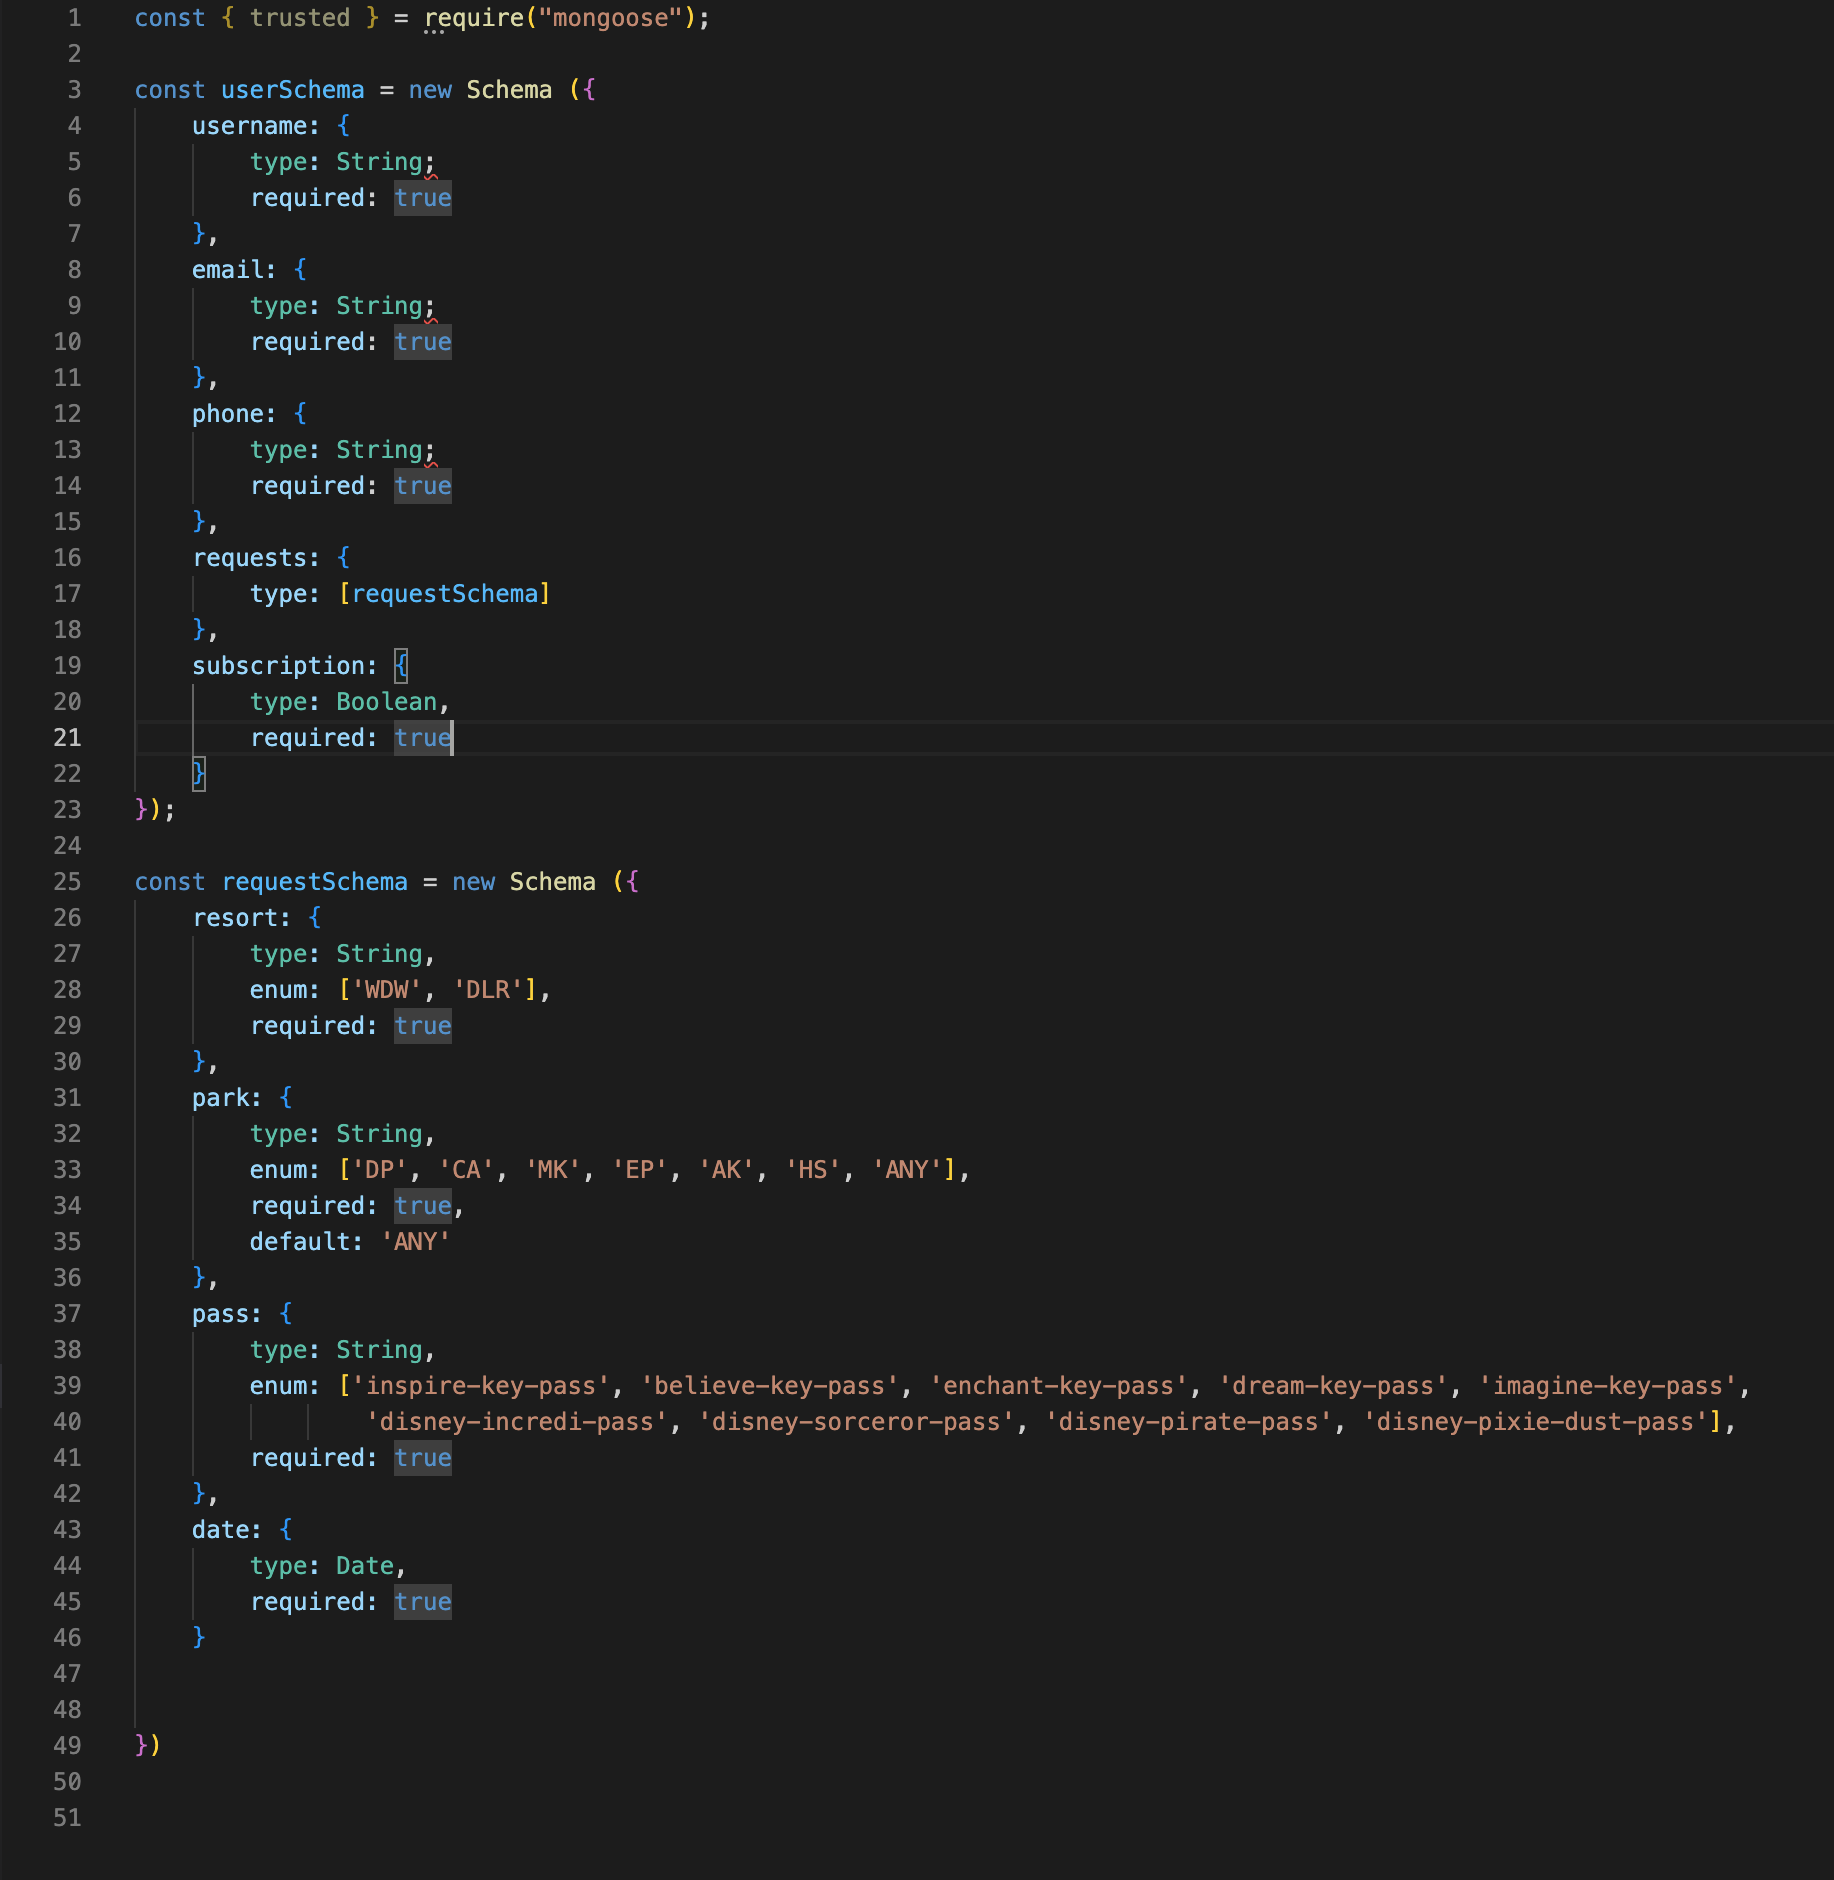 1 const { trusted } = require("mongoose");
2
3 const userSchema = new Schema ({
4 username: {
5 type: String;
6 required: true
7 },
8 email: {
9 type: String;
10 required: true
11 },
12 phone: {
13 type: String;
14 required: true
15 },
16 requests: {
17 type: [requestSchema]
18 },
19 subscription: {
20 type: Boolean,
21 required: true
22 }
23 });
24
25 const requestSchema = new Schema ({
26 resort: {
27 type: String,
28 enum: ['WDW', 'DLR'],
29 required: true
30 },
31 park: {
32 type: String,
33 enum: ['DP', 'CA', 'MK', 'EP', 'AK', 'HS', 'ANY'],
34 required: true,
35 default: 'ANY'
36 },
37 pass: {
38 type: String,
39 enum: ['inspire-key-pass', 'believe-key-pass', 'enchant-key-pass', 'dream-key-pass', 'imagine-key-pass',
40 'disney-incredi-pass', 'disney-sorceror-pass', 'disney-pirate-pass', 'disney-pixie-dust-pass'],
41 required: true
42 },
43 date: {
44 type: Date,
45 required: true
46 }
47
48
49 })
50
51